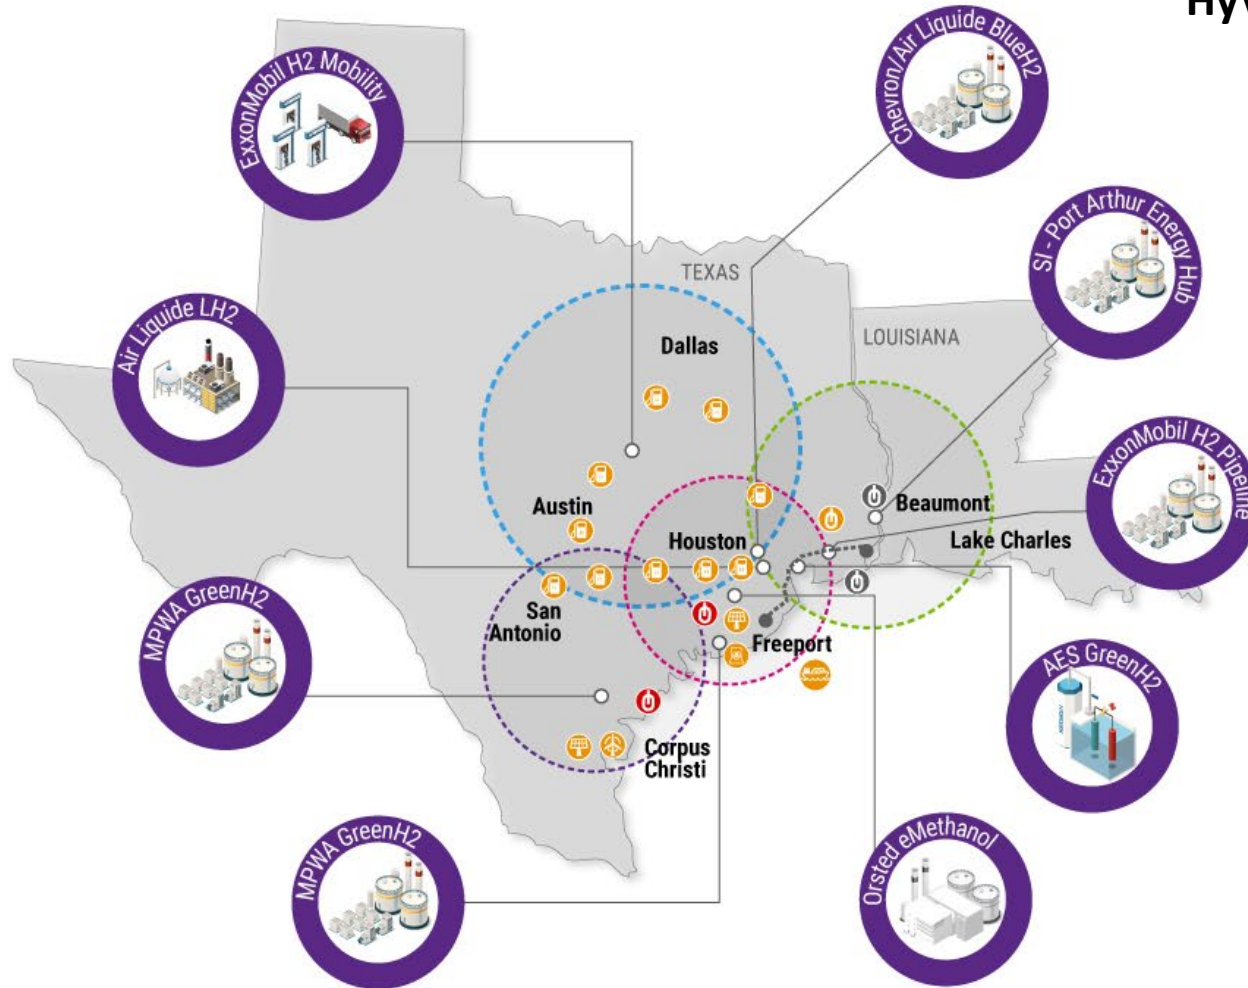 ExxonMobil H2 Mobility
Chevron/Air Liquide BlueH2
SI - Port Arthur Energy Hub
TEXAS
LOUISIANA
Air Liquide LH2
Dallas
ExxonMobil H2 Pipeline
Austin
Beaumont
Houston
Lake Charles
San
Antonio
MPWA GreenH2
Freeport
AES GreenH2
Corpus
Christi
MPWA GreenH2
Orsted eMethanol